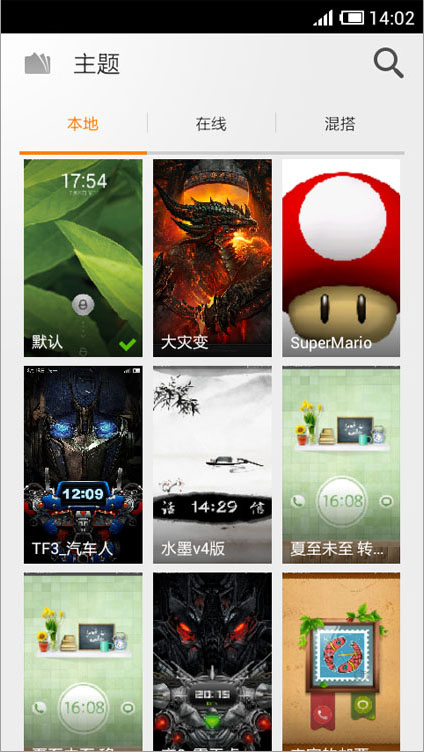 14:02
主题
本地
在线
混搭
17:54
默认
大灾变
SuperMario
12:09
TF3_汽车人
话 14:29 信
水墨v4版
16:08
夏至未至 转...
16:08
20:15